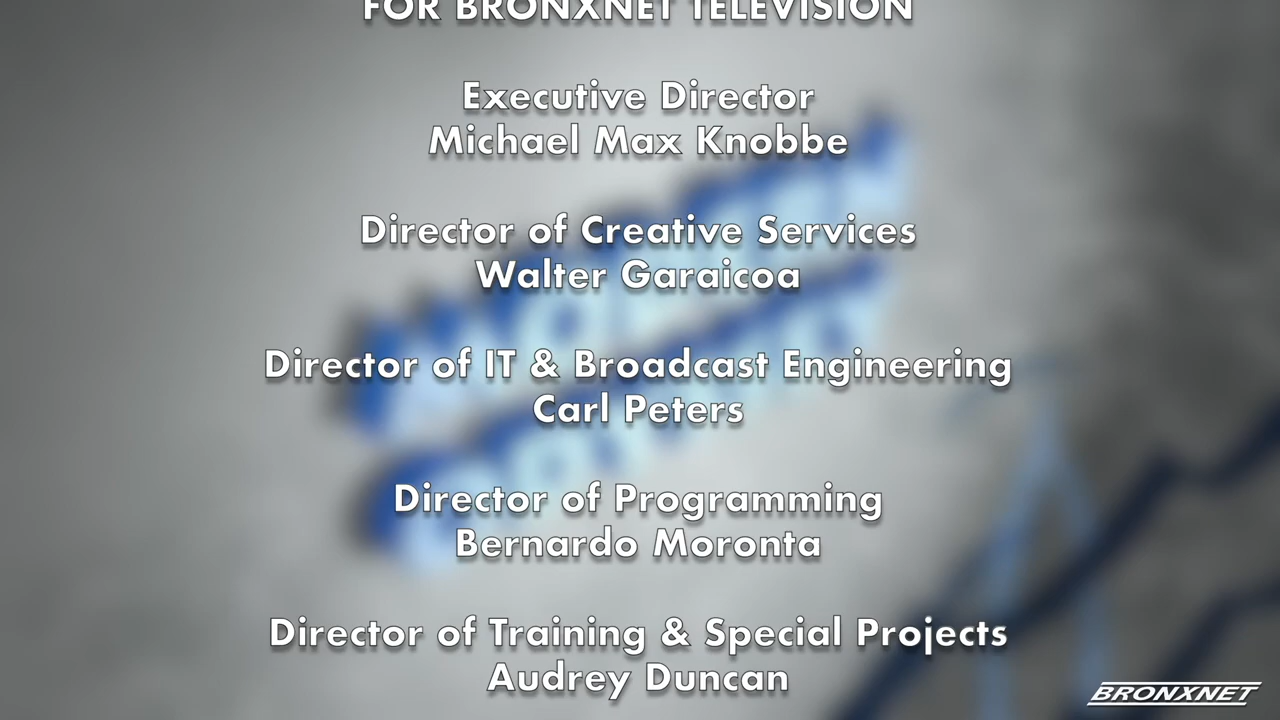 FOR BRONXNET TELEVISION
Executive Director
Michael Max Knobbe
Director of Creative Services
Walter Garaicoa
Director of IT & Broadcast Engineering
Carl Peters
Director of Programming
Bernardo Moronta
Director of Training & Special Projects
Audrey Duncan
BRONXNET